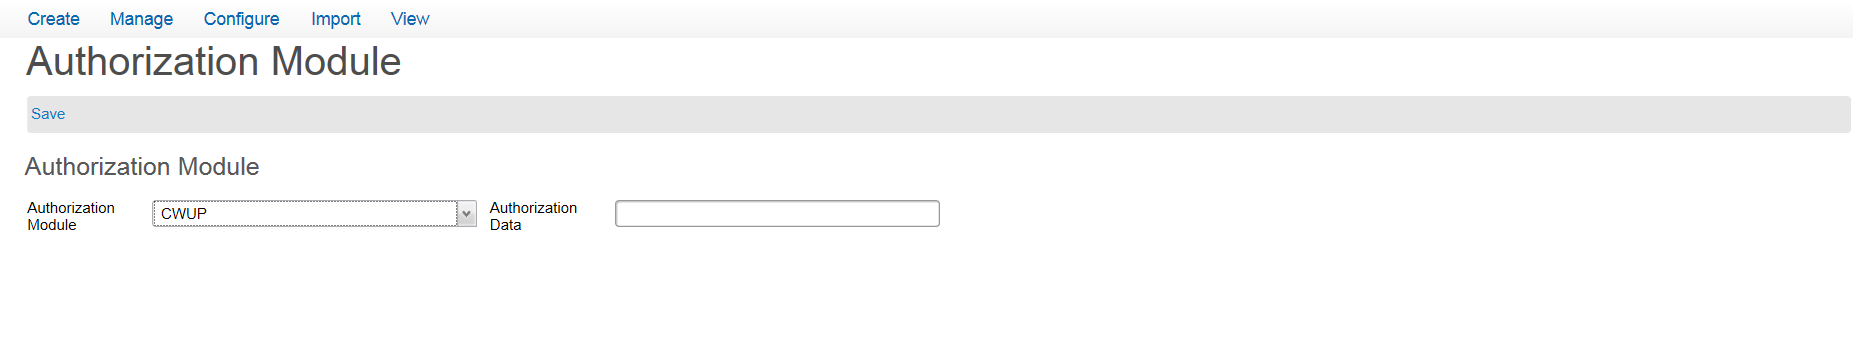 Create Manage Configure Import View
Authorization Module
Save
Authorization Module
Authorization Module CWUP Authorization Data